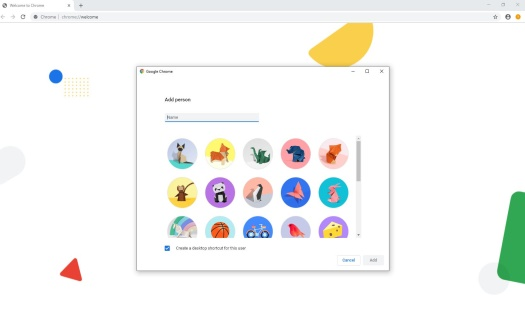 Welcome to Chrome
Chrome | chrome://welcome
Google Chrome
Add person
Name
Create a desktop shortcut for this user
Cancel
Add